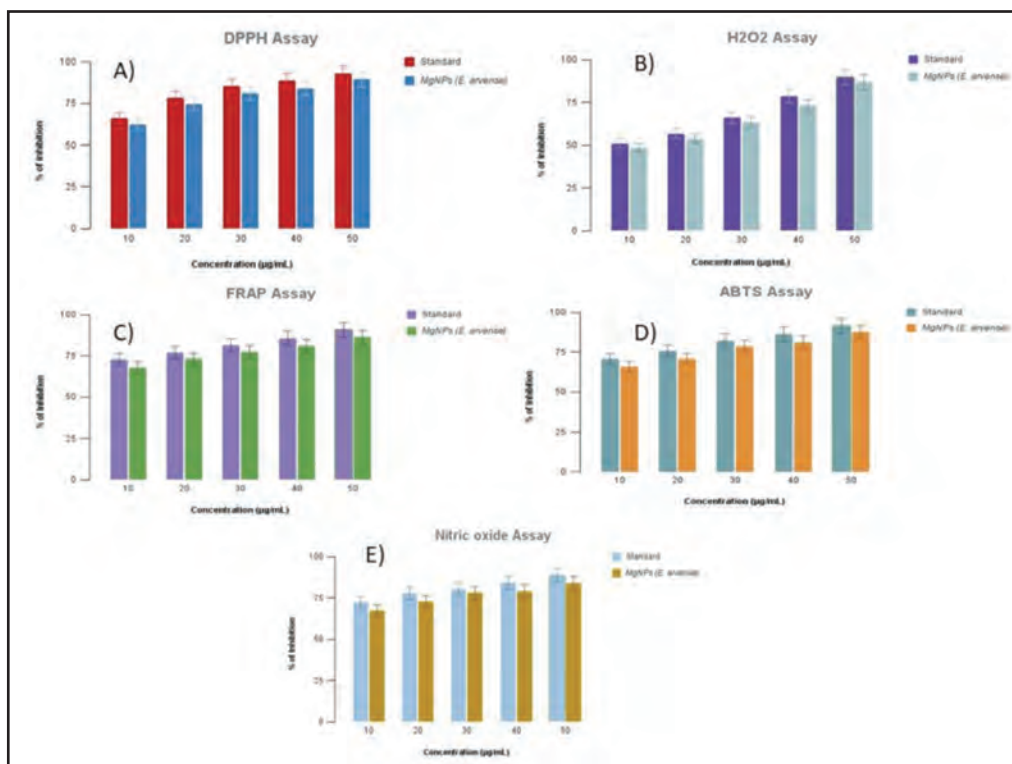 DPPH Assay
A)
Standard
MgNPs (E. arvense)
100
75
50
25
0
% of Inhibition
10 20 30 40 50
Concentration (µg/mL)
H2O2 Assay
B)
Standard
MgNPs (E. arvense)
100
75
50
25
0
% of Inhibition
10 20 30 40 50
Concentration (µg/mL)
FRAP Assay
C)
Standard
MgNPs (E. arvense)
100
75
50
25
0
% of Inhibition
10 20 30 40 50
Concentration (µg/mL)
ABTS Assay
D)
Standard
MgNPs (E. arvense)
100
75
50
25
0
% of Inhibition
10 20 30 40 50
Concentration (µg/mL)
Nitric oxide Assay
E)
Standard
MgNPs (E. arvense)
100
75
50
25
0
% of Inhibition
10 20 30 40 50
Concentration (µg/mL)